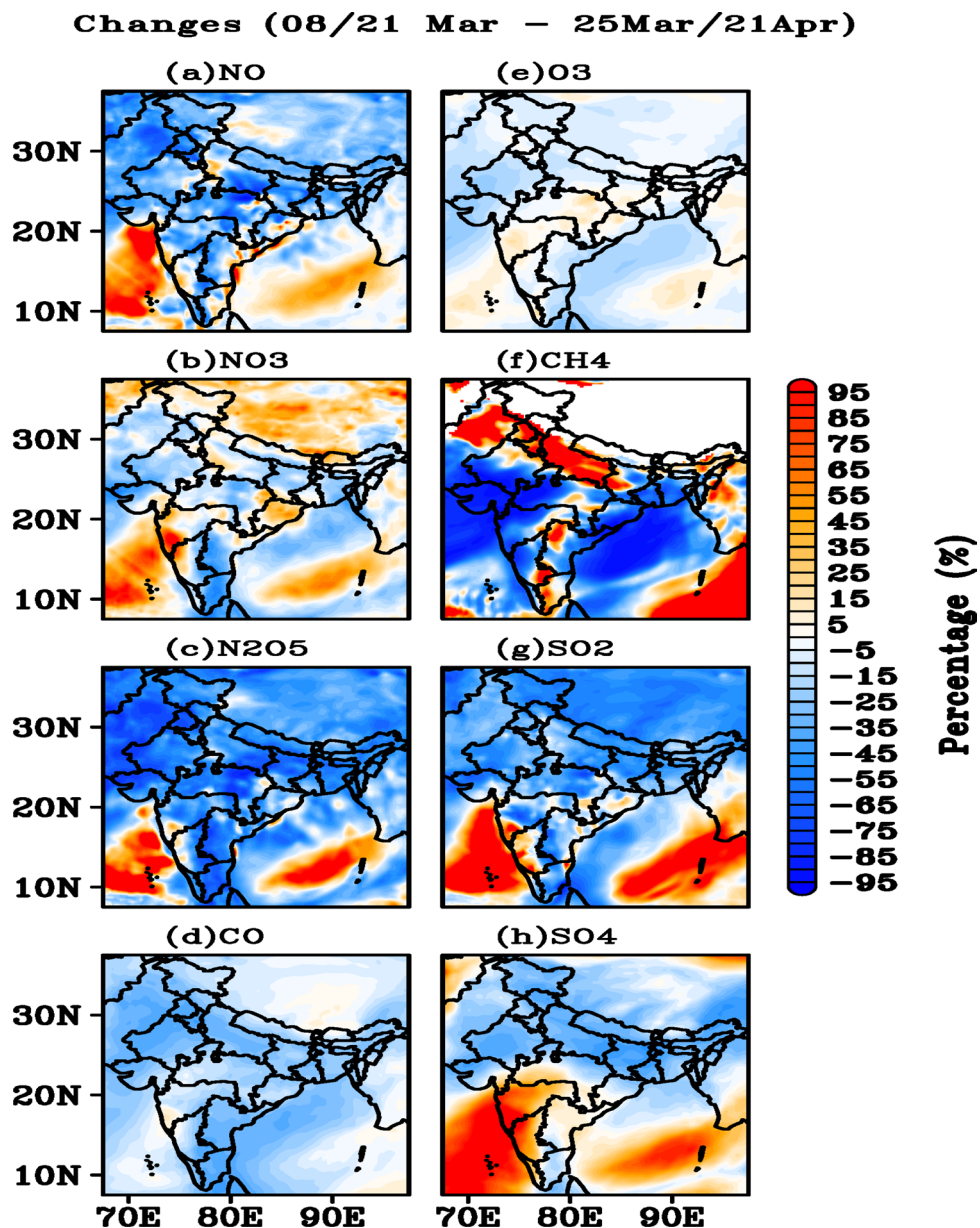 Changes (08/21 Mar - 25Mar/21Apr)
(a)NO
(e)O3
30N
20N
10N
(b)NO3
(f)CH4
30N
20N
10N
(c)N2O5
(g)SO2
30N
20N
10N
(d)CO
(h)SO4
30N
20N
10N
70E 80E 90E
70E 80E 90E
95
85
75
65
55
45
35
25
15
5
-5
-15
-25
-35
-45
-55
-65
-75
-85
-95
Percentage (%)